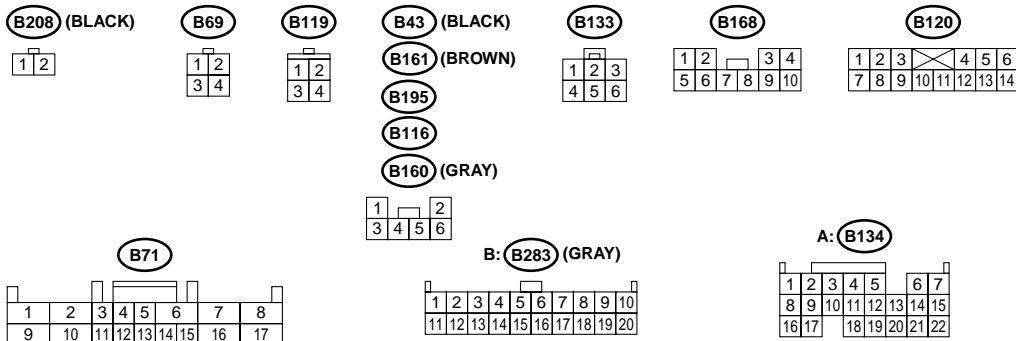 B208 (BLACK) B69 B119 B43 (BLACK) B133 B168 B120
1 2
1 2
3 4
1 2
3 4
B161 (BROWN)
B195
B116
B160 (GRAY)
1 2
3 4 5 6
1 2 3
4 5 6
1 2 3 4
5 6 7 8 9 10
1 2 3 4 5 6
7 8 9 10 11 12 13 14
B71
1 2 3 4 5 6 7 8
9 10 11 12 13 14 15 16 17
B: B283 (GRAY)
1 2 3 4 5 6 7 8 9 10
11 12 13 14 15 16 17 18 19 20
A: B134
1 2 3 4 5 6 7
8 9 10 11 12 13 14 15
16 17 18 19 20 21 22